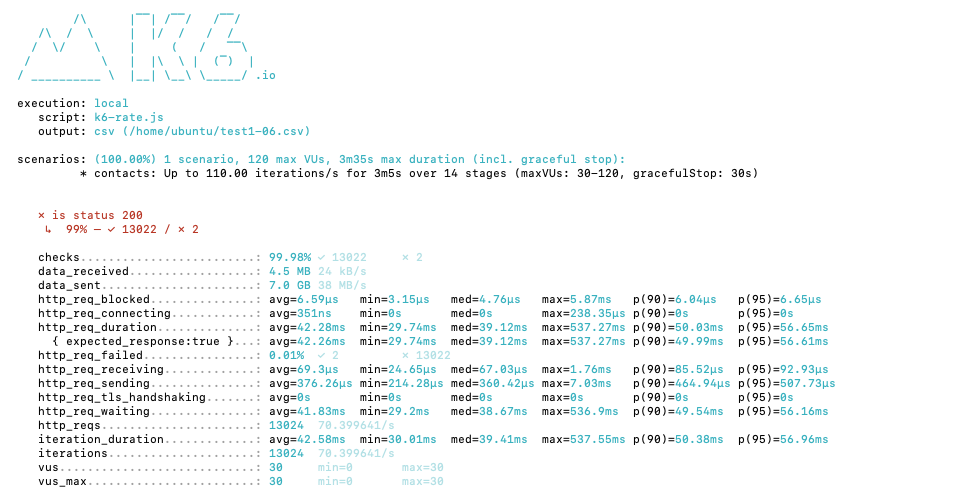 K6
.io
execution: local
script: k6-rate.js
output: csv (/home/ubuntu/test1-06.csv)
scenarios: (100.00%) 1 scenario, 120 max VUs, 3m35s max duration (incl. graceful stop):
* contacts: Up to 110.00 iterations/s for 3m5s over 14 stages (maxVUs: 30-120, gracefulStop: 30s)
✗ is status 200
↳  99% — ✓ 13022 / ✗ 2
checks.........................: 99.98% ✓ 13022     ✗ 2
data_received..................: 4.5 MB 24 kB/s
data_sent......................: 7.0 GB 38 MB/s
http_req_blocked...............: avg=6.59µs   min=3.15µs   med=4.76µs   max=5.87ms   p(90)=6.04µs   p(95)=6.65µs
http_req_connecting............: avg=351ns    min=0s       med=0s       max=238.35µs p(90)=0s       p(95)=0s
http_req_duration..............: avg=42.28ms  min=29.74ms  med=39.12ms  max=537.27ms p(90)=50.03ms  p(95)=56.65ms
{ expected_response:true }...: avg=42.26ms  min=29.74ms  med=39.12ms  max=537.27ms p(90)=49.99ms  p(95)=56.61ms
http_req_failed................: 0.01%  ✓ 2         ✗ 13022
http_req_receiving.............: avg=69.3µs   min=24.65µs  med=67.03µs  max=1.76ms   p(90)=85.52µs  p(95)=92.93µs
http_req_sending...............: avg=376.26µs min=214.28µs med=360.42µs max=7.03ms   p(90)=464.94µs p(95)=507.73µs
http_req_tls_handshaking.......: avg=0s       min=0s       med=0s       max=0s       p(90)=0s       p(95)=0s
http_req_waiting...............: avg=41.83ms  min=29.2ms   med=38.67ms  max=536.9ms  p(90)=49.54ms  p(95)=56.16ms
http_reqs......................: 13024  70.399641/s
iteration_duration.............: avg=42.58ms  min=30.01ms  med=39.41ms  max=537.55ms p(90)=50.38ms  p(95)=56.96ms
iterations.....................: 13024  70.399641/s
vus............................: 30     min=0       max=30
vus_max........................: 30     min=0       max=30